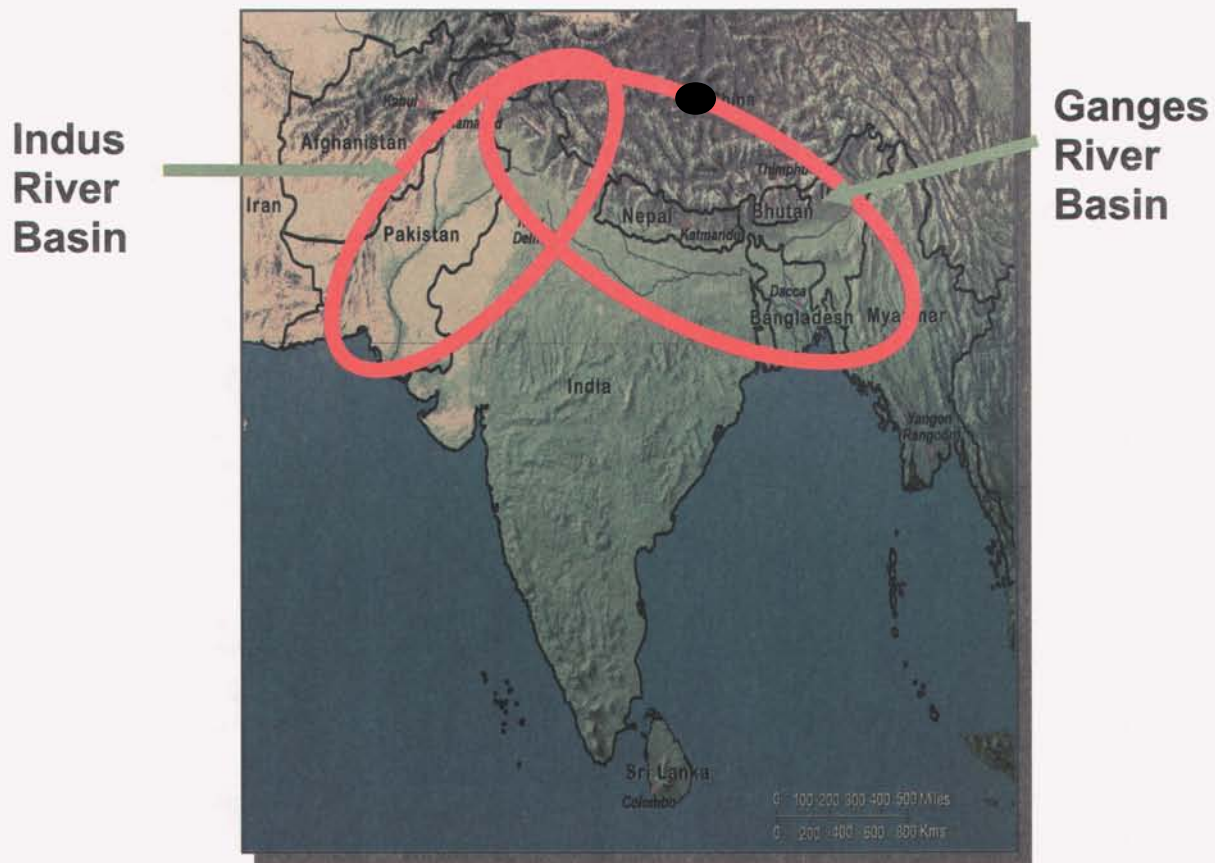 Indus
River
Basin
Ganges
River
Basin
Kabul
Afghanistan
Iran
Pakistan
Nepal
Katmandu
Thimphu
Bhutan
Dacca
Bangladesh
India
Yangon
Rangoon
Sri Lanka
Colombo
0 100 200 300 400 500 Miles
0 200 400 600 800 Kms